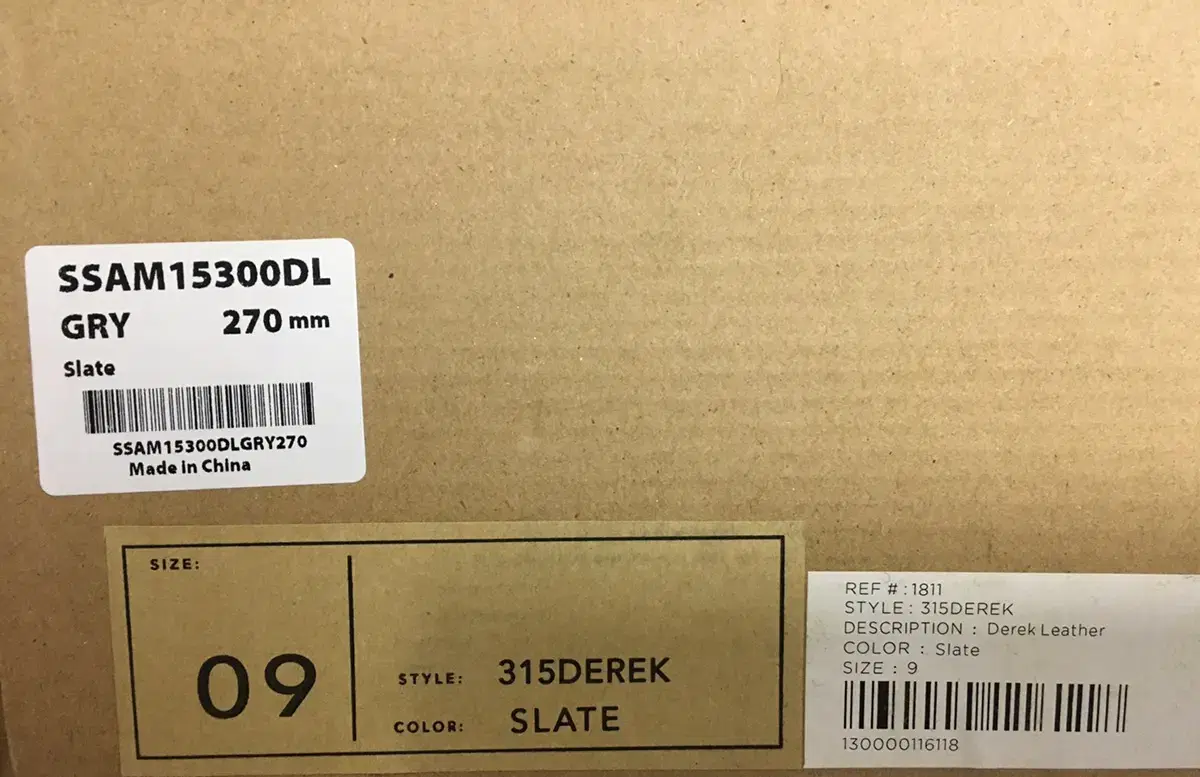 SSAM15300DL
GRY 270 mm
Slate
SSAM15300DLGRY270
Made in China
SIZE:
09
STYLE: 315DEREK
COLOR: SLATE
REF # : 1811
STYLE : 315DEREK
DESCRIPTION : Derek Leather
COLOR : Slate
SIZE : 9
130000116118